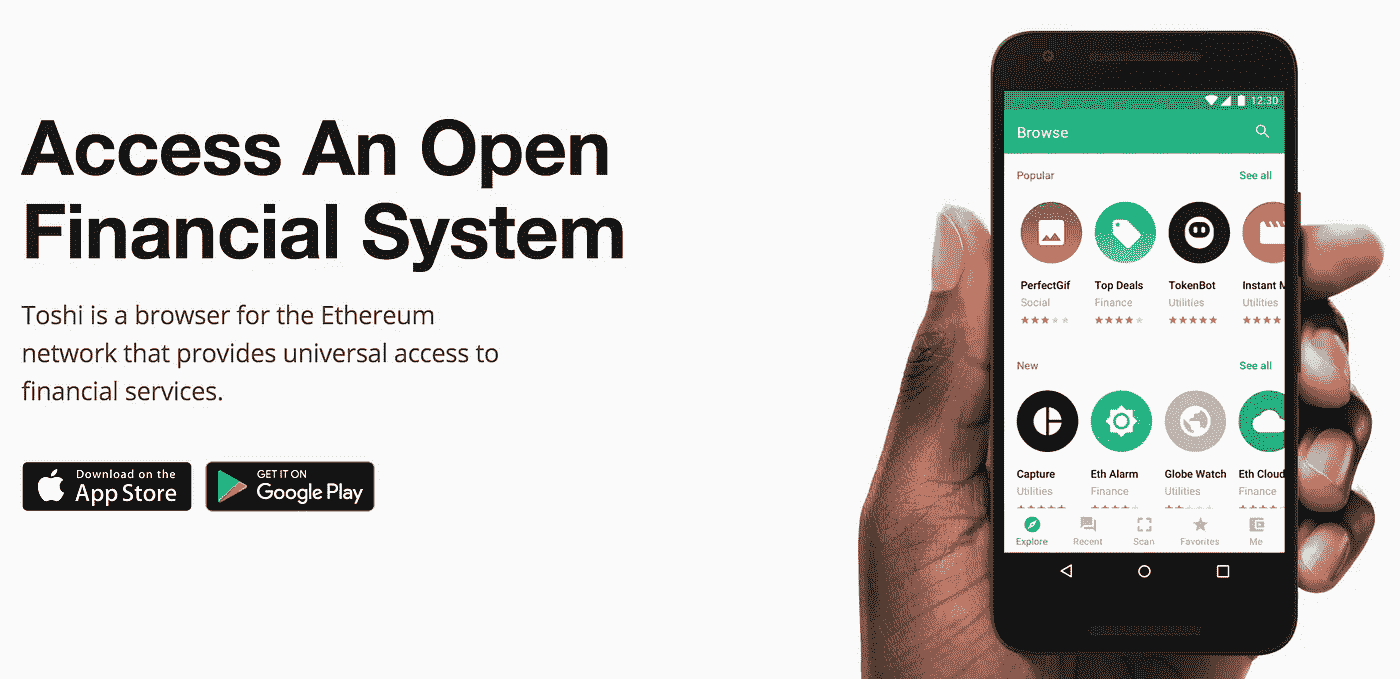 Access An Open
Financial System
Toshi is a browser for the Ethereum
network that provides universal access to
financial services.
Download on the
App Store
GET IT ON
Google Play
12:30
Browse
Popular See all
PerfectGif Top Deals TokenBot Instant M
Social Finance Utilities Utilities
New See all
Capture Eth Alarm Globe Watch Eth Cloud
Utilities Finance Utilities Finance
Explore Recent Scan Favorites Me